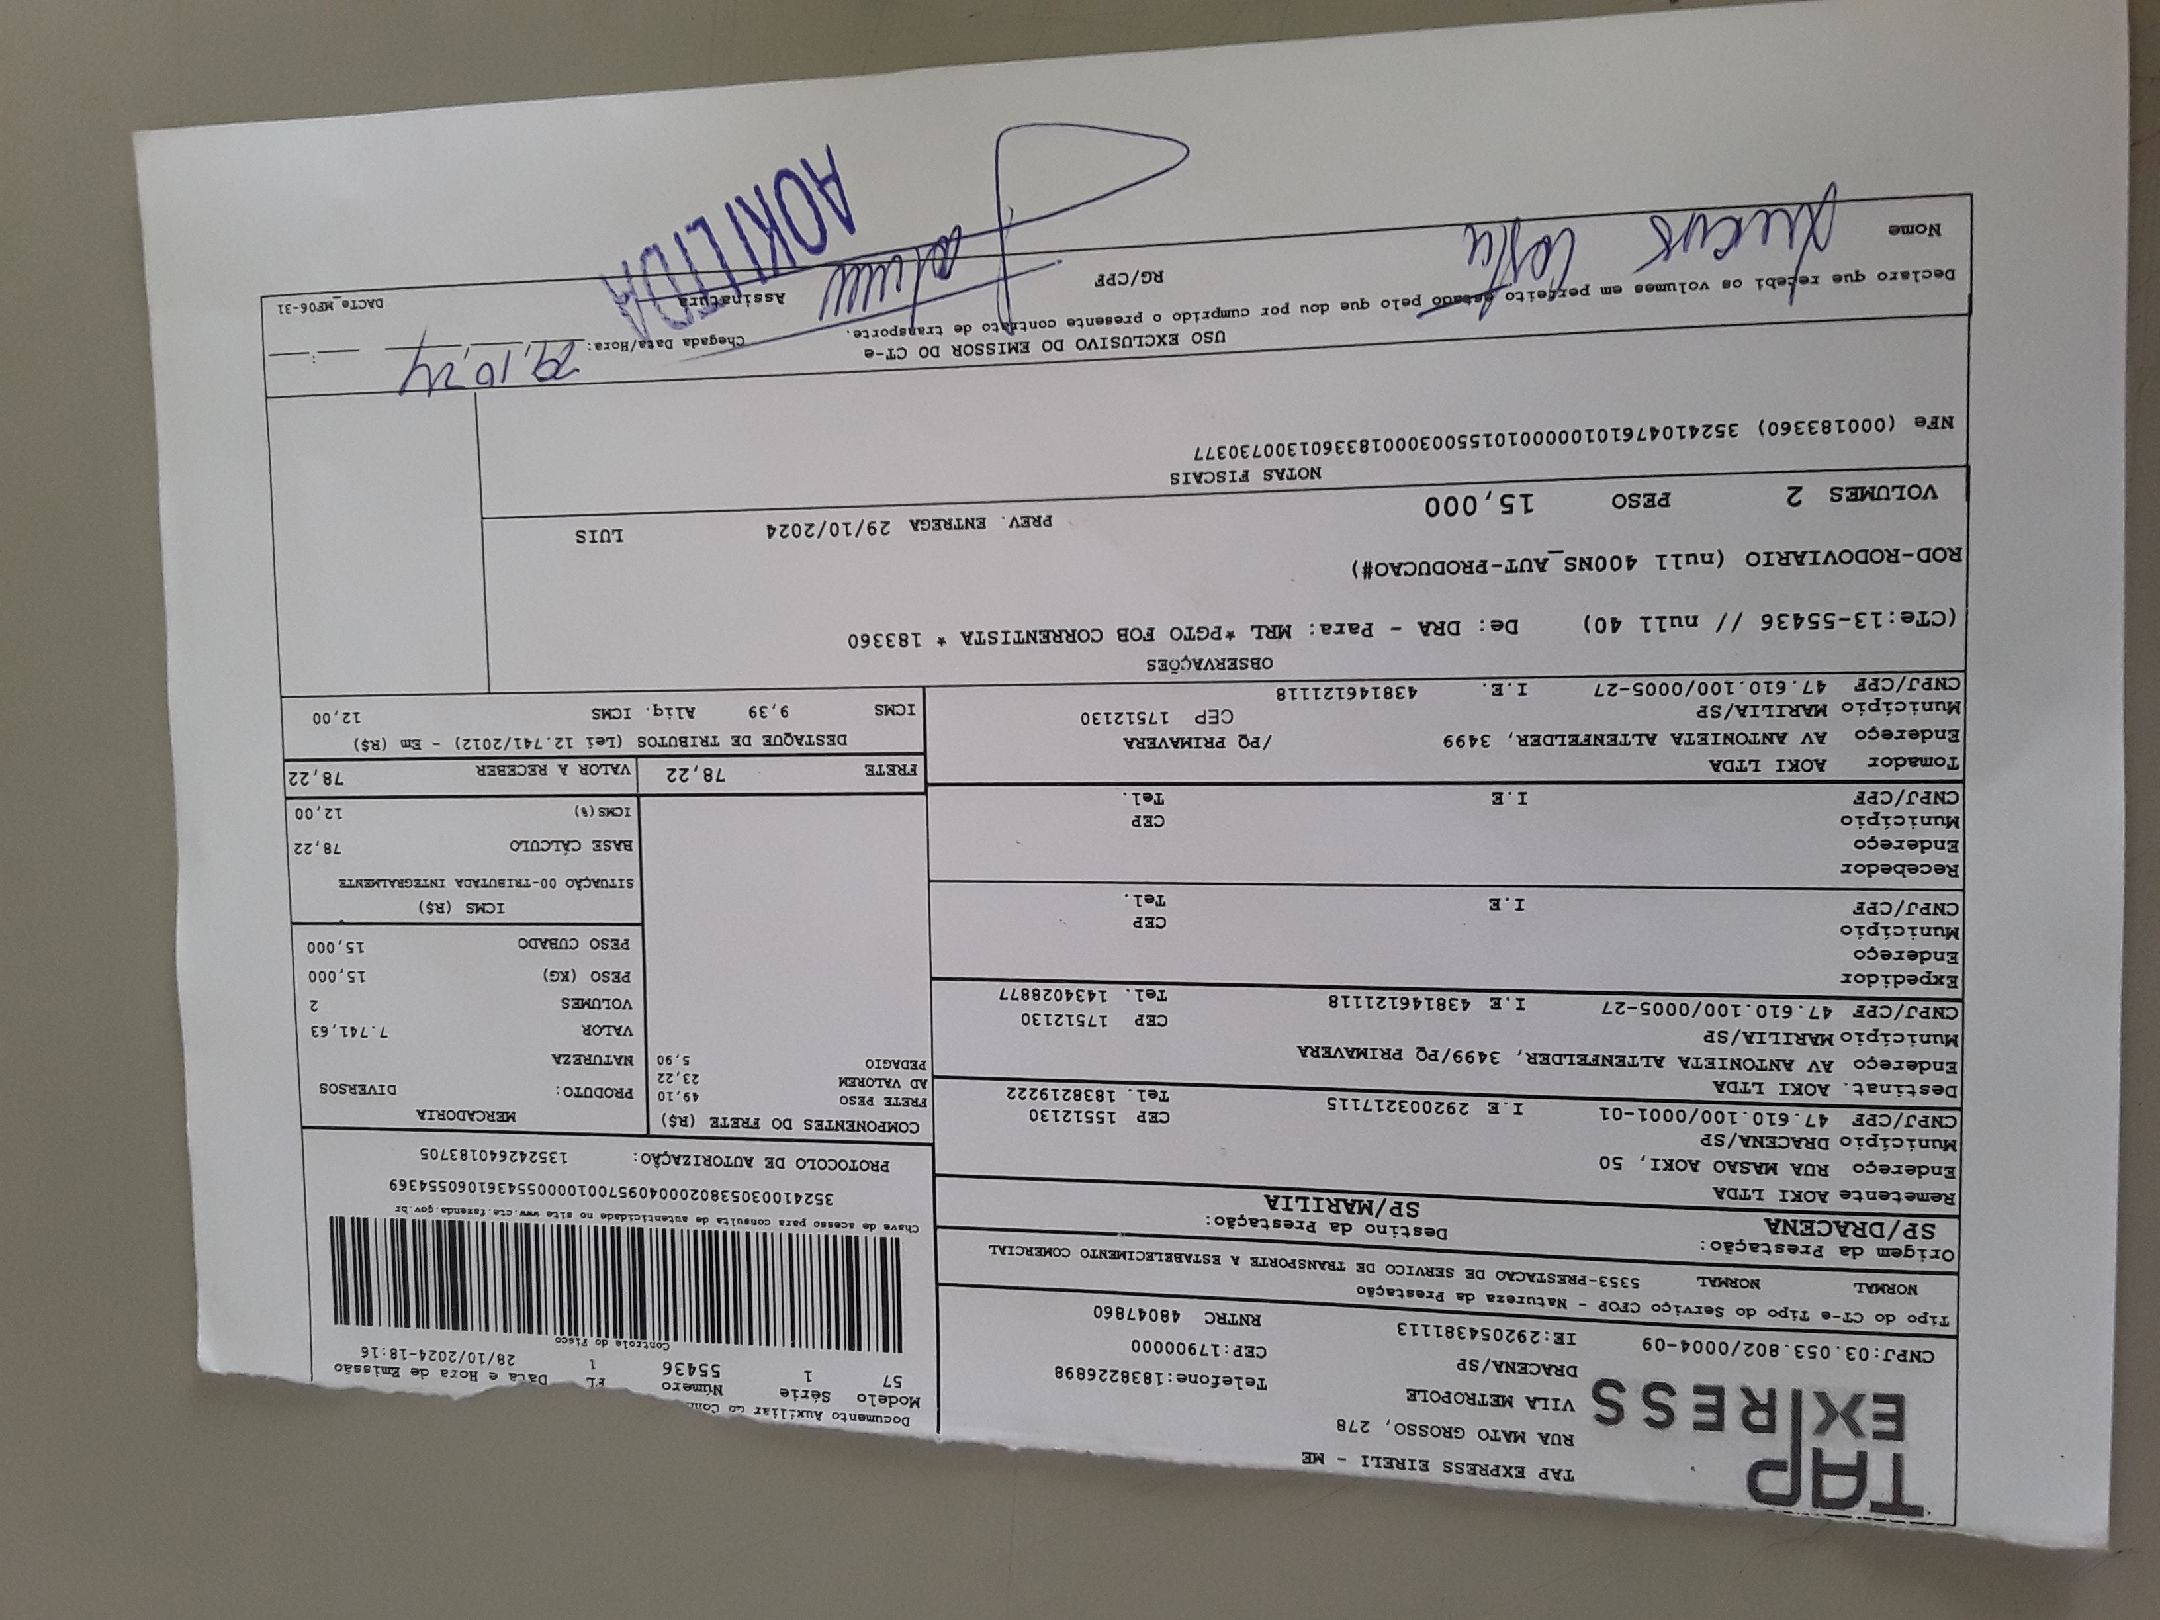 TAP
EXPRESS
TAP EXPRESS EIRELI - ME
RUA MATO GROSSO, 278
VILA METROPOLE
DRACENA/SP
Telefone:1838226898
CEP:17900000
CNPJ:03.053.802/0004-09 IE:292054381113 RNTRC 48047860
Tipo do CT-e Tipo do Serviço CFOP - Natureza da Prestação
NORMAL NORMAL 5353-PRESTACAO DE SERVICO DE TRANSPORTE A ESTABELECIMENTO COMERCIAL
Origem da Prestação: Destino da Prestação:
SP/DRACENA SP/MARILIA
Documento Auxiliar
Modelo Série Número FL Data e Hora de Emissão
57 1 55436 1 28/10/2024-18:16
Controle do Fisco
Chave de acesso para consulta de autenticidade no site www.cte.fazenda.gov.br
35241003053802000409570010000554361060554369
PROTOCOLO DE AUTORIZAÇÃO: 135242640183705
Remetente AOKI LTDA
Endereço RUA MASAO AOKI, 50
Município DRACENA/SP CEP 15512130
CNPJ/CPF 47.610.100/0001-01 I.E 292003217115 Tel. 1838219222
Destinat. AOKI LTDA
Endereço AV ANTONIETA ALTENFELDER, 3499/PQ PRIMAVERA
Município MARILIA/SP CEP 17512130
CNPJ/CPF 47.610.100/0005-27 I.E 438146121118 Tel. 1434028877
Expedidor
Endereço
Município CEP
CNPJ/CPF I.E Tel.
Recebedor
Endereço
Município CEP
CNPJ/CPF I.E Tel.
Tomador AOKI LTDA
Endereço AV ANTONIETA ALTENFELDER, 3499 /PQ PRIMAVERA
Município MARILIA/SP CEP 17512130
CNPJ/CPF 47.610.100/0005-27 I.E. 438146121118
COMPONENTES DO FRETE (R$)
FRETE PESO 49,10
AD VALOREM 23,22
PEDAGIO 5,90
MERCADORIA
PRODUTO: DIVERSOS
NATUREZA
VALOR 7.741,63
VOLUMES 2
PESO (KG) 15,000
PESO CUBADO 15,000
ICMS (R$)
SITUAÇÃO 00-TRIBUTADA INTEGRALMENTE
BASE CÁLCULO 78,22
ICMS(%) 12,00
FRETE 78,22 VALOR A RECEBER 78,22
DESTAQUE DE TRIBUTOS (Lei 12.741/2012) - Em (R$)
ICMS 9,39 Aliq. ICMS 12,00
OBSERVAÇÕES
(CTe:13-55436 // null 40) De: DRA - Para: MRL *PGTO FOB CORRENTISTA * 183360
ROD-RODOVIARIO (null 400NS_AUT-PRODUCAO#)
PREV. ENTREGA 29/10/2024 LUIS
VOLUMES 2 PESO 15,000
NOTAS FISCAIS
NFe (000183360) 35241047610100000101550030001833601300730377
USO EXCLUSIVO DO EMISSOR DO CT-e
Declaro que recebi os volumes em perfeito estado pelo que dou por cumprido o presente contrato de transporte.
Chegada Data/Hora: 29,10,24 :
Nome Costa RG/CPF Assinatura
DACTe_MF06-31
AOKI LTDA